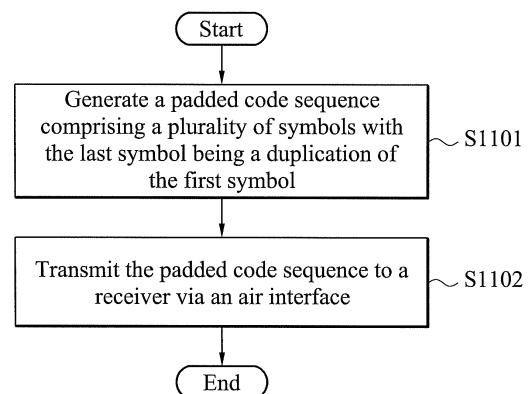 Start
Generate a padded code sequence
comprising a plurality of symbols with
the last symbol being a duplication of
the first symbol
S1101
Transmit the padded code sequence to a
receiver via an air interface
S1102
End